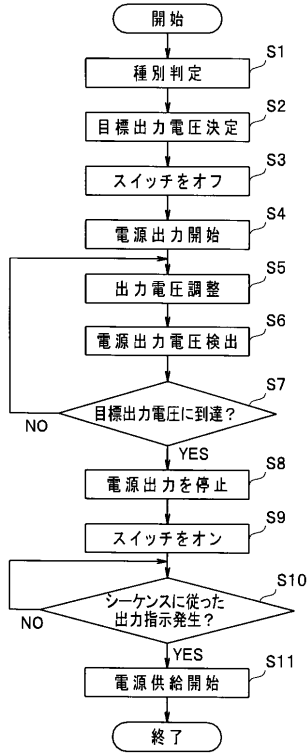 開始
S1
種別判定
S2
目標出力電圧決定
S3
スイッチをオフ
S4
電源出力開始
S5
出力電圧調整
S6
電源出力電圧検出
S7
目標出力電圧に到達?
NO
YES
S8
電源出力を停止
S9
スイッチをオン
S10
シーケンスに従った
出力指示発生?
NO
YES
S11
電源供給開始
終了